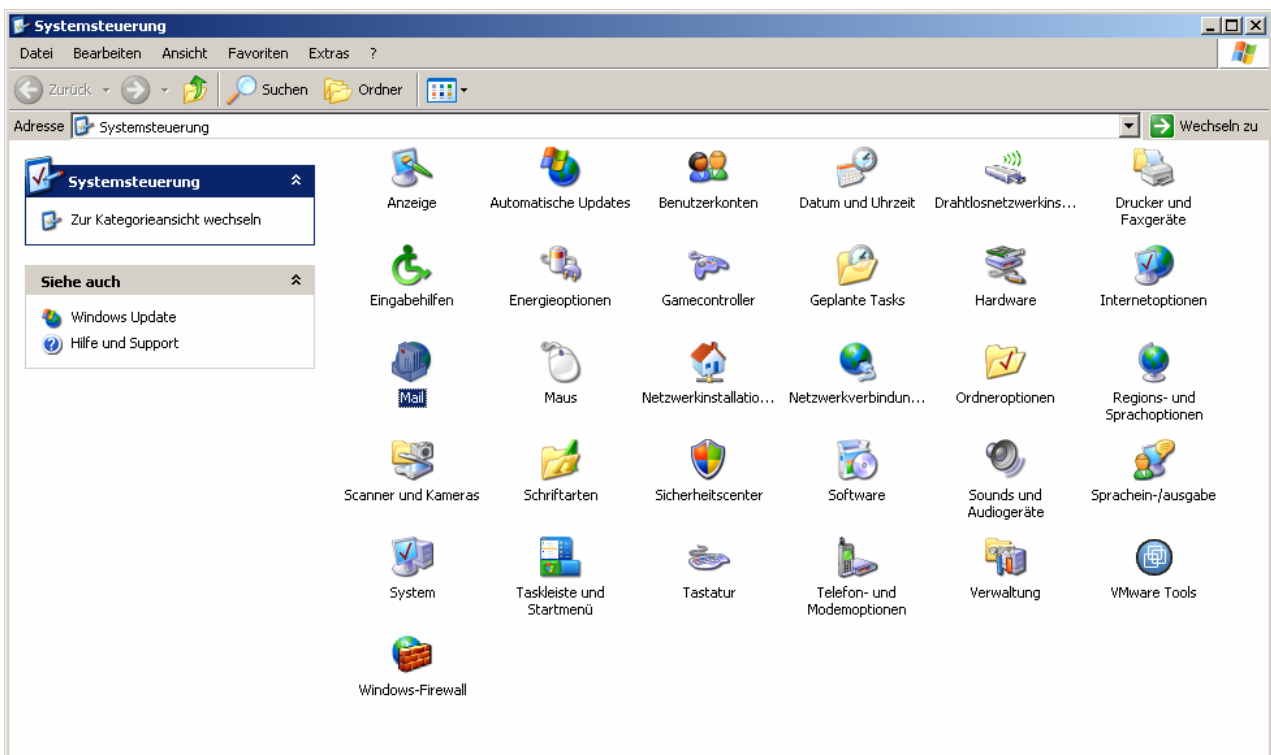 Systemsteuerung
Datei Bearbeiten Ansicht Favoriten Extras ?
Zurück Suchen Ordner
Adresse Systemsteuerung Wechseln zu
Systemsteuerung
Zur Kategorieansicht wechseln
Siehe auch
Windows Update
Hilfe und Support
Anzeige
Automatische Updates
Benutzerkonten
Datum und Uhrzeit
Drahtlosnetzwerkins...
Drucker und
Faxgeräte
Eingabehilfen
Energieoptionen
Gamecontroller
Geplante Tasks
Hardware
Internetoptionen
Mail
Maus
Netzwerkinstallatio...
Netzwerkverbindun...
Ordneroptionen
Regions- und
Sprachoptionen
Scanner und Kameras
Schriftarten
Sicherheitscenter
Software
Sounds und
Audiogeräte
Sprachein-/ausgabe
System
Taskleiste und
Startmenü
Tastatur
Telefon- und
Modemoptionen
Verwaltung
VMware Tools
Windows-Firewall